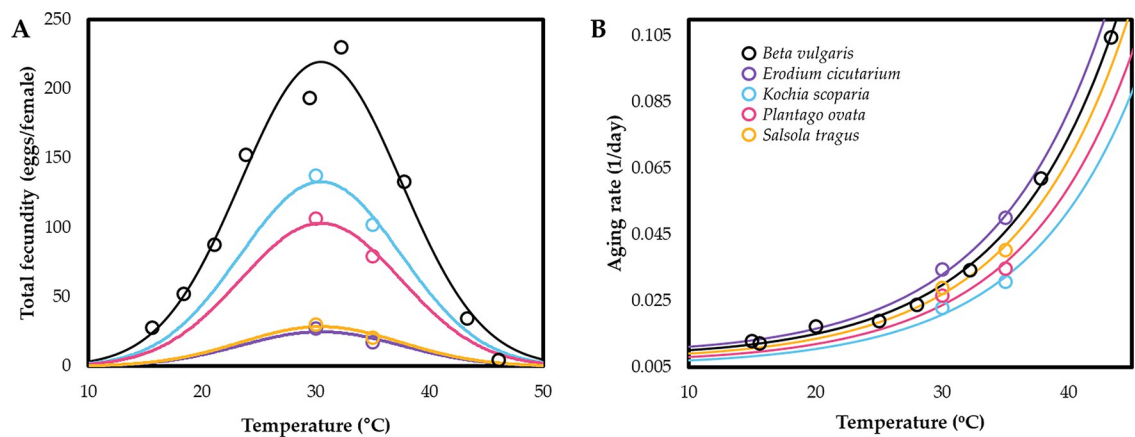 A
Total fecundity (eggs/female)
250
200
150
100
50
0
10 20 30 40 50
Temperature (°C)
B
Aging rate (1/day)
0.105
0.085
0.065
0.045
0.025
0.005
Beta vulgaris
Erodium cicutarium
Kochia scoparia
Plantago ovata
Salsola tragus
10 20 30 40
Temperature (ºC)